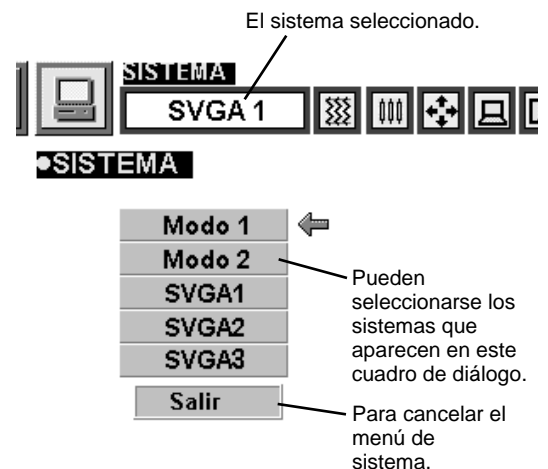 El sistema seleccionado.
SISTEMA
SVGA 1
●SISTEMA
Modo 1
Modo 2
SVGA1
SVGA2
SVGA3
Salir
Pueden
seleccionarse los
sistemas que
aparecen en este
cuadro de diálogo.
Para cancelar el
menú de
sistema.